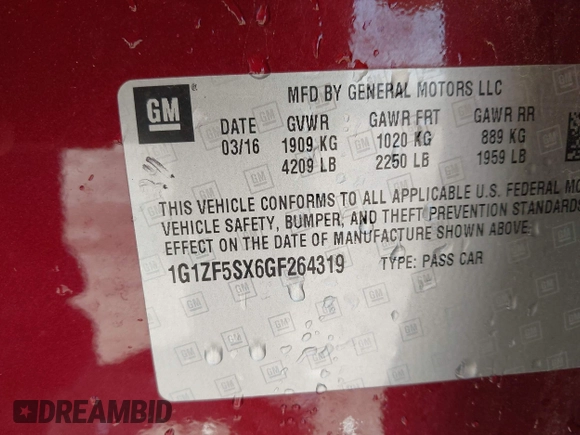 GM
MFD BY GENERAL MOTORS LLC
DATE GVWR GAWR FRT GAWR RR
03/16 1909 KG 1020 KG 889 KG
4209 LB 2250 LB 1959 LB
THIS VEHICLE CONFORMS TO ALL APPLICABLE U.S. FEDERAL MO
VEHICLE SAFETY, BUMPER, AND THEFT PREVENTION STANDARDS
EFFECT ON THE DATE OF MANUFACTURE SHOWN ABOVE.
1G1ZF5SX6GF264319 TYPE: PASS CAR
DREAMBID